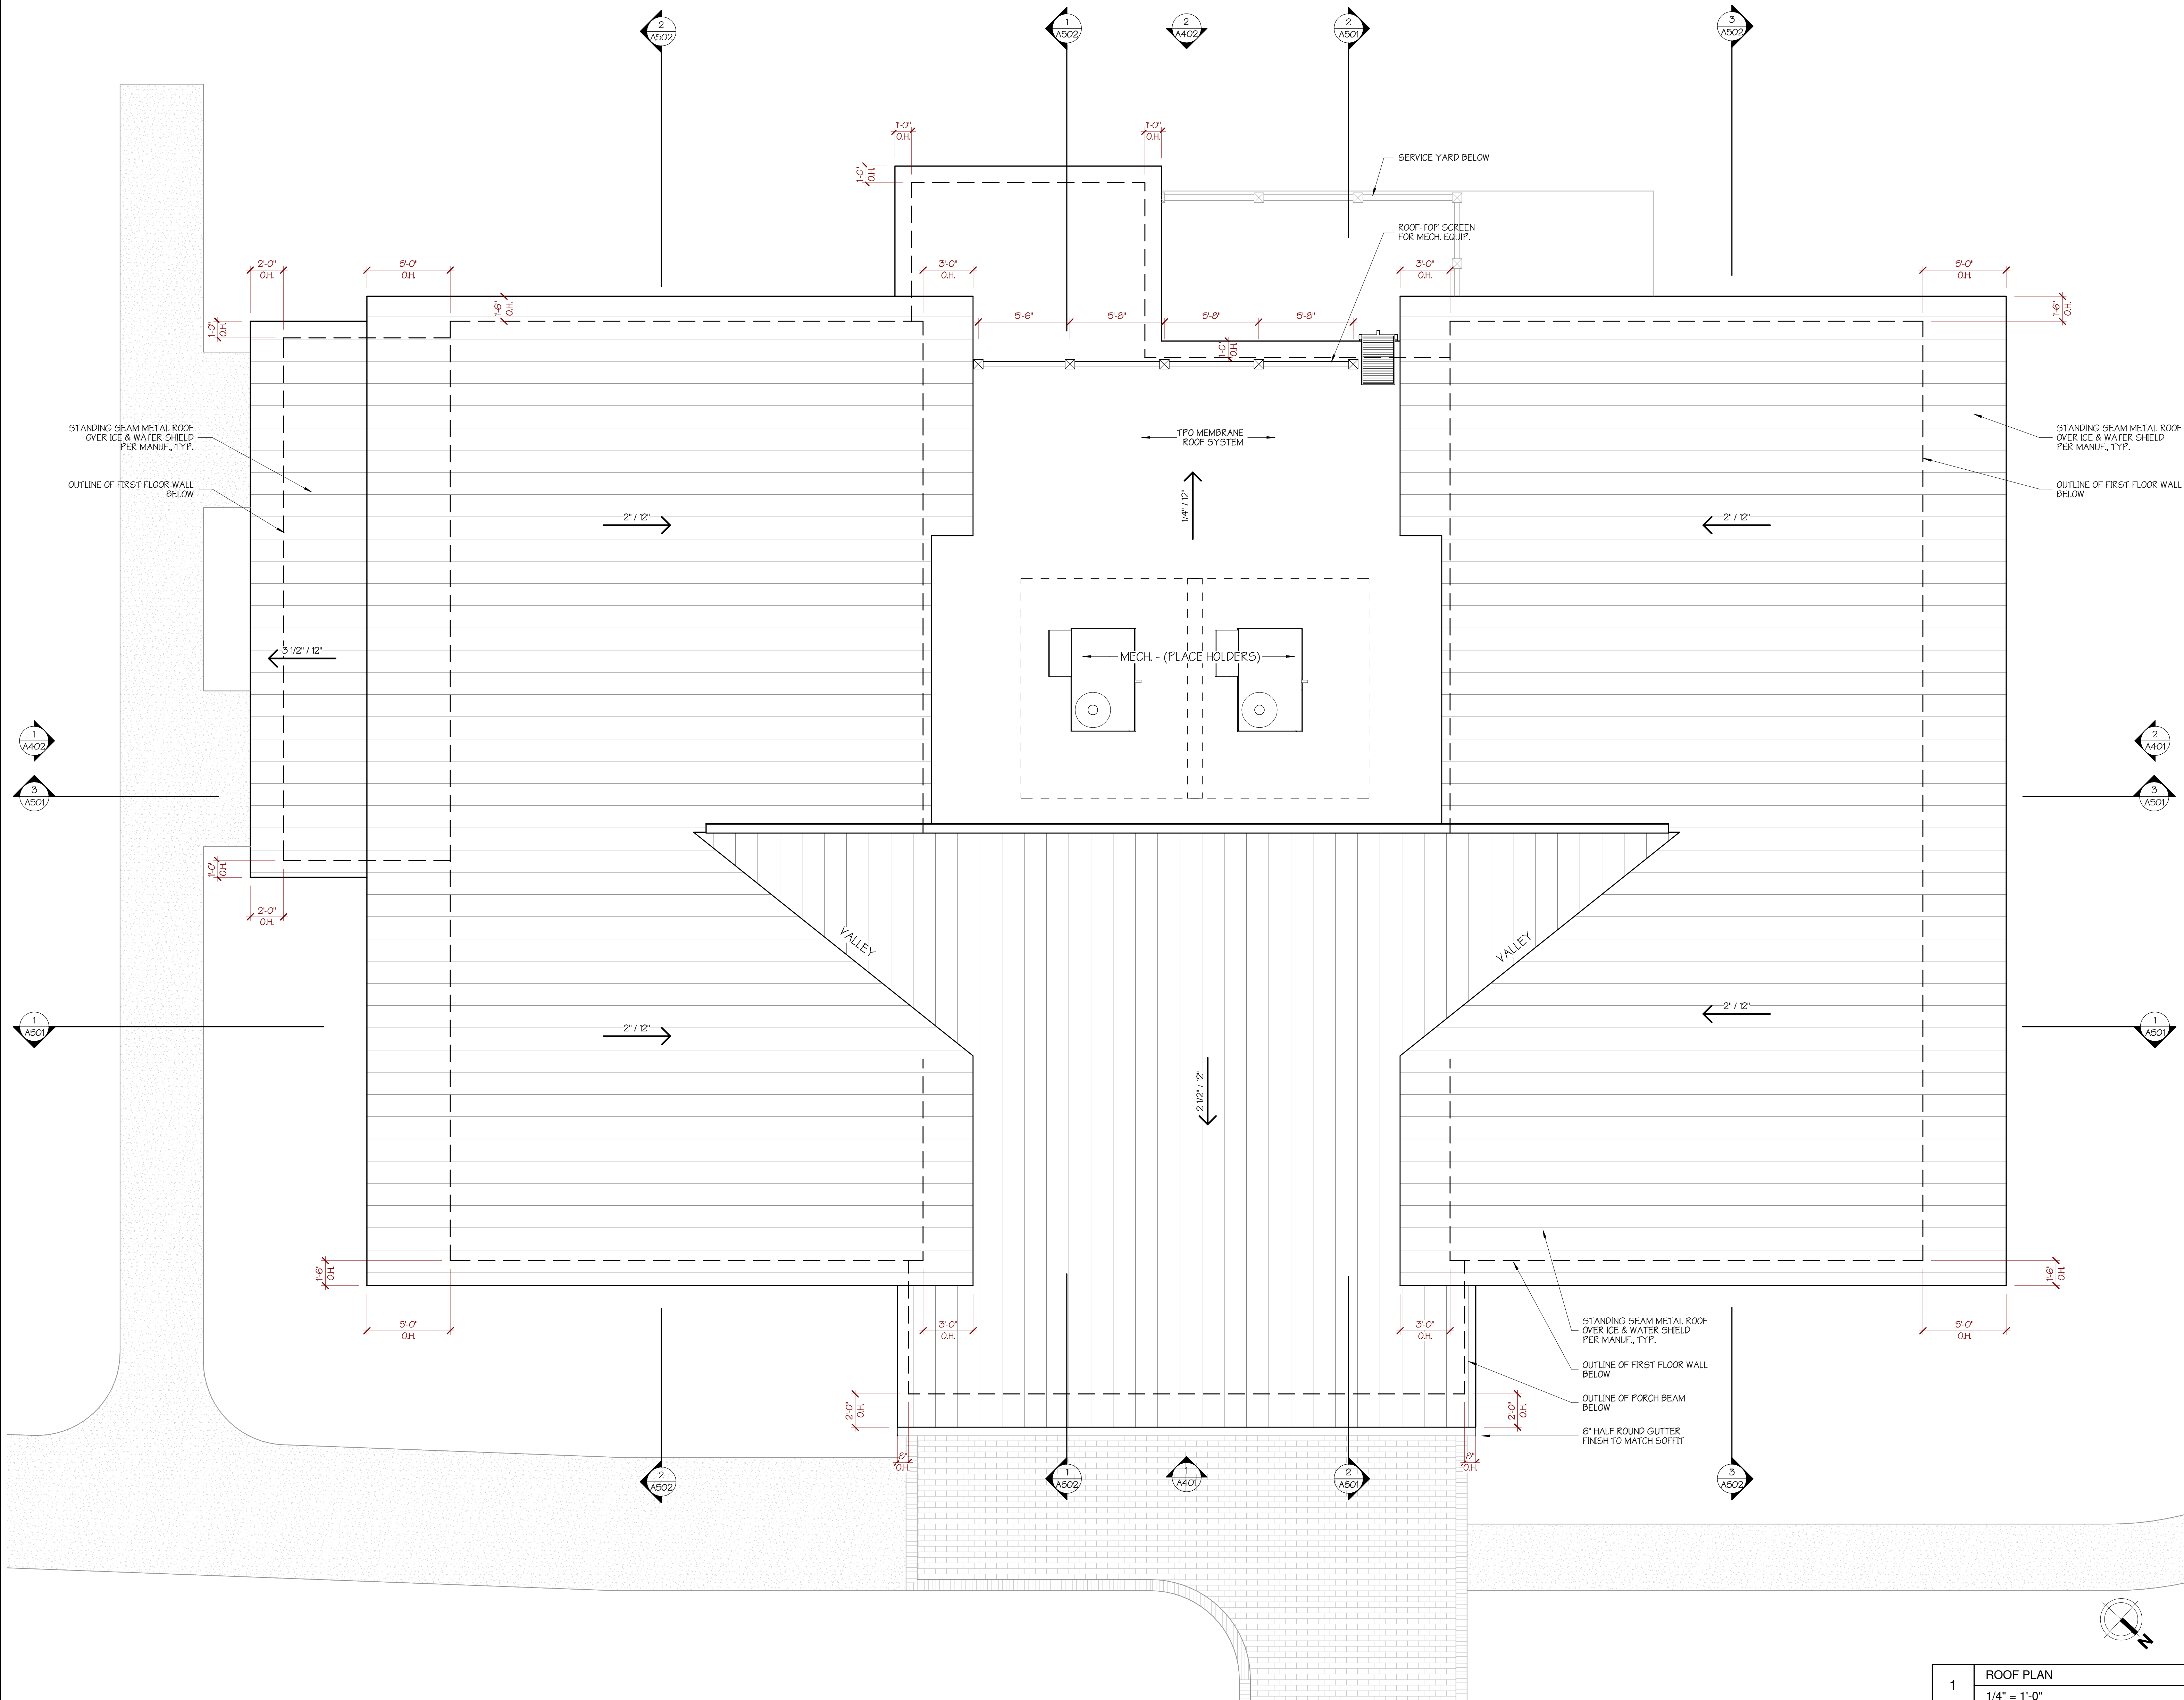 2
A502
1
A502
2
A402
2
A501
3
A502
1'-0"
O.H.
1'-0"
O.H.
1'-0"
O.H.
SERVICE YARD BELOW
ROOF-TOP SCREEN
FOR MECH. EQUIP.
2'-0"
O.H.
5'-0"
O.H.
3'-0"
O.H.
3'-0"
O.H.
5'-0"
O.H.
1'-6"
O.H.
1'-6"
O.H.
1'-0"
O.H.
5'-6"
5'-8"
5'-8"
5'-8"
1'-0"
O.H.
STANDING SEAM METAL ROOF
OVER ICE & WATER SHIELD
PER MANUF., TYP.
OUTLINE OF FIRST FLOOR WALL
BELOW
TPO MEMBRANE
ROOF SYSTEM
STANDING SEAM METAL ROOF
OVER ICE & WATER SHIELD
PER MANUF., TYP.
OUTLINE OF FIRST FLOOR WALL
BELOW
2" / 12"
1/4" / 12"
2" / 12"
3 1/2" / 12"
MECH. - (PLACE HOLDERS)
1
A402
2
A401
3
A501
3
A501
1'-0"
O.H.
2'-0"
O.H.
VALLEY
VALLEY
1
A501
2" / 12"
2" / 12"
1
A501
2 1/2" / 12"
1'-6"
O.H.
1'-6"
O.H.
5'-0"
O.H.
3'-0"
O.H.
3'-0"
O.H.
5'-0"
O.H.
STANDING SEAM METAL ROOF
OVER ICE & WATER SHIELD
PER MANUF., TYP.
OUTLINE OF FIRST FLOOR WALL
BELOW
OUTLINE OF PORCH BEAM
BELOW
6" HALF ROUND GUTTER
FINISH TO MATCH SOFFIT
2'-0"
O.H.
2'-0"
O.H.
8"
O.H.
8"
O.H.
2
A502
1
A502
1
A401
2
A501
3
A502
N
1
ROOF PLAN
1/4" = 1'-0"